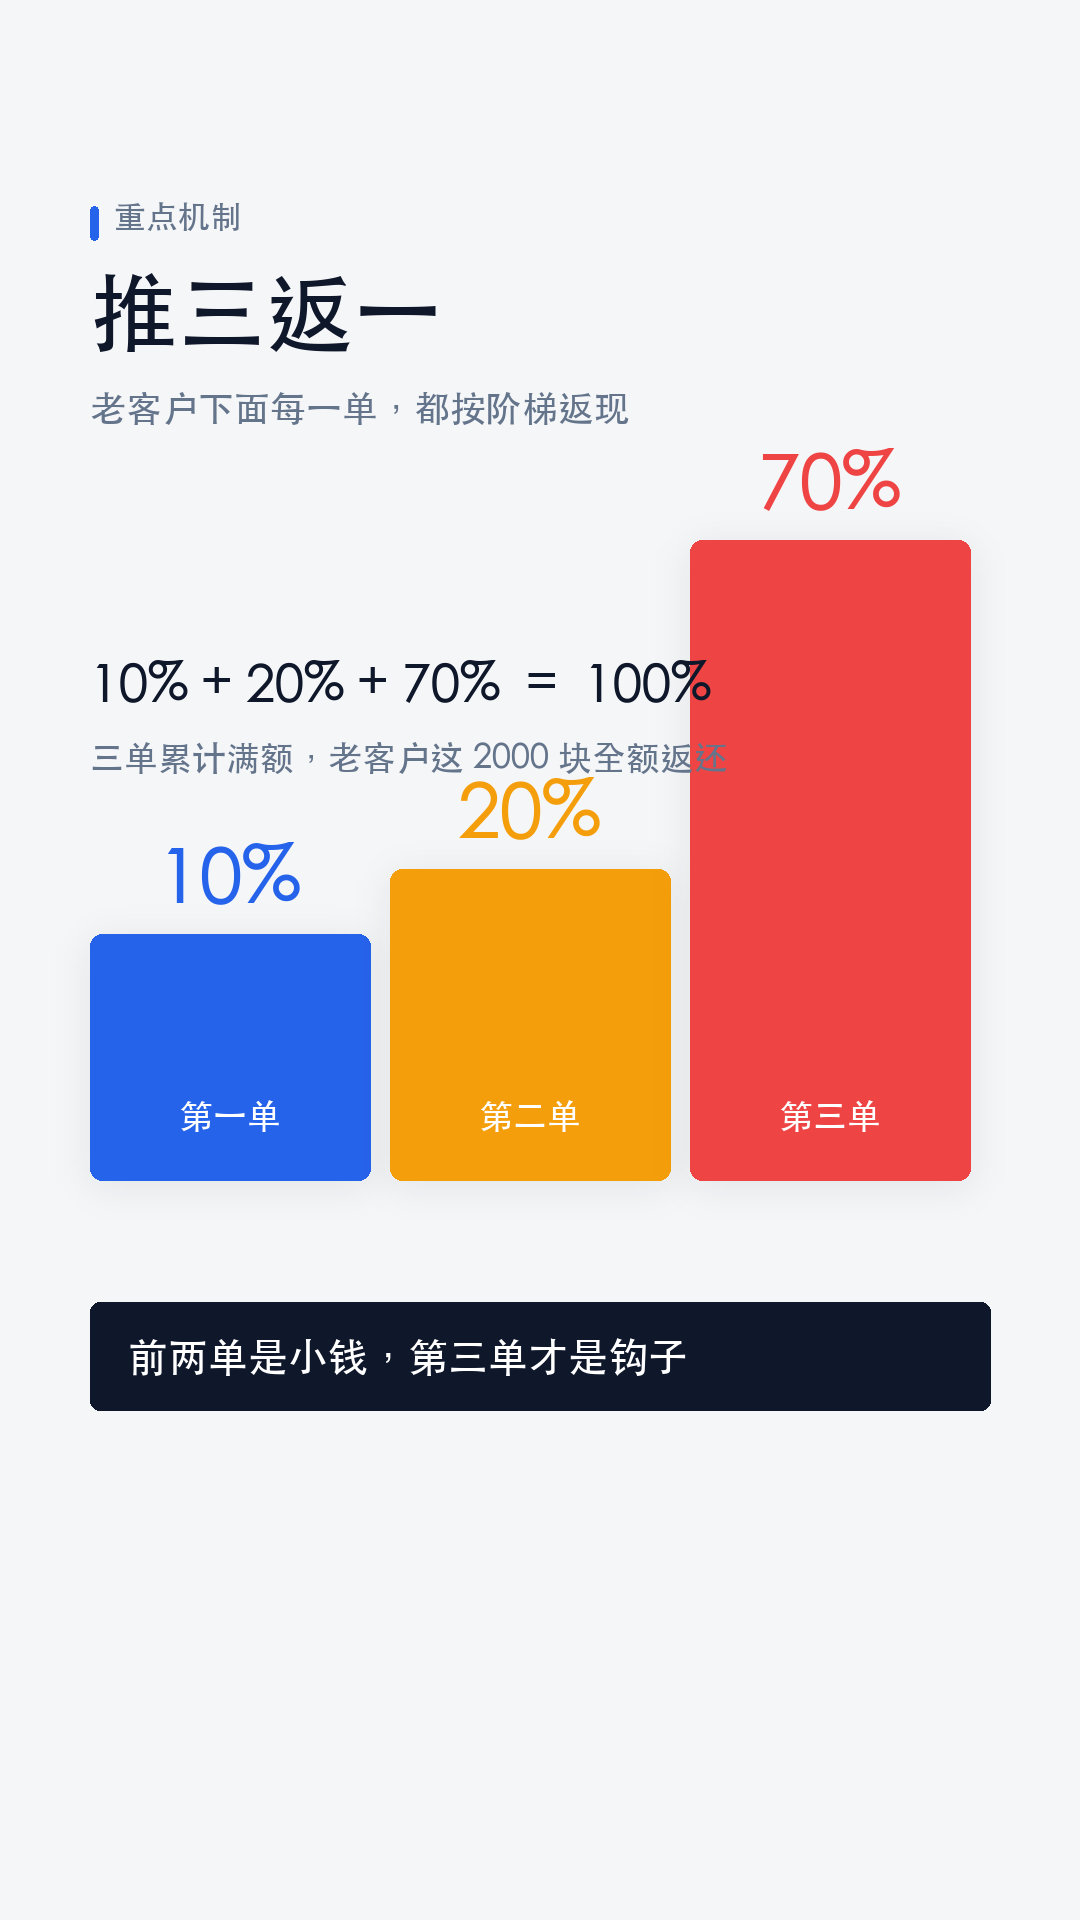 重点机制
推三返一
老客户下面每一单，都按阶梯返现
70%
10% + 20% + 70% = 100%
三单累计满额，老客户这 2000 块全额返还
20%
10%
第一单
第二单
第三单
前两单是小钱，第三单才是钩子